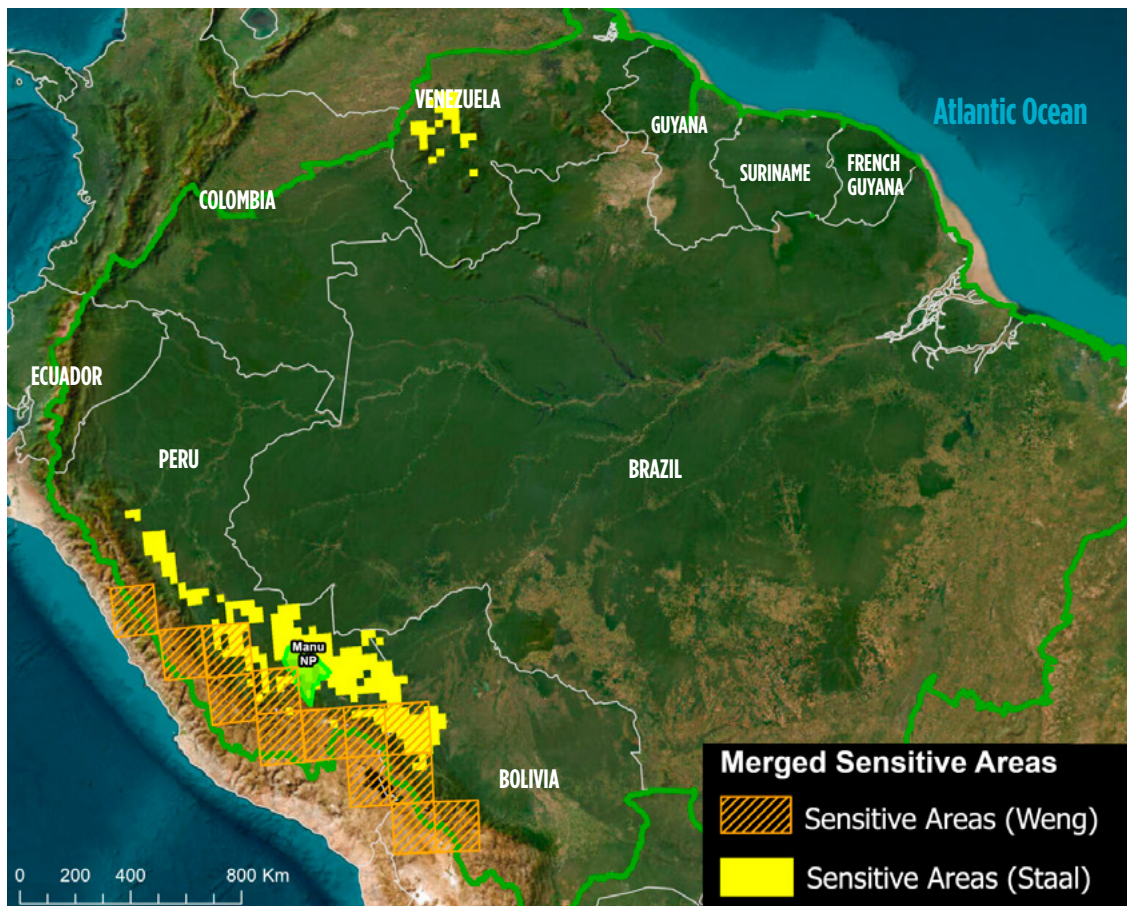 VENEZUELA
Atlantic Ocean
GUYANA
SURINAME
FRENCH
GUYANA
COLOMBIA
ECUADOR
PERU
BRAZIL
Manu
NP
BOLIVIA
Merged Sensitive Areas
Sensitive Areas (Weng)
Sensitive Areas (Staal)
0 200 400 800 Km